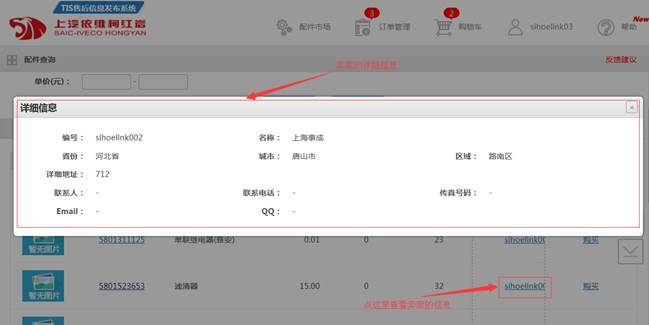 TIS售后信息发布系统
上汽依维柯红岩
SAIC-IVECO HONGYAN
配件市场
3
订单管理
2
购物车
sihoelink03
New
帮助
配件查询
反馈建议
单价(元)： -
卖家的详细信息
详细信息
编号： sihoelink002 名称： 上海事成
省份： 河北省 城市： 唐山市 区域： 路南区
详细地址： 712
联系人： - 联系电话： - 传真号码： -
Email： - QQ： -
暂无图片 5801311125 单联继电器(雅安) 0.01 0 23 sihoelink00 购买
暂无图片 5801523653 滤清器 15.00 0 32 sihoelink00 购买
点这里查看卖家的信息